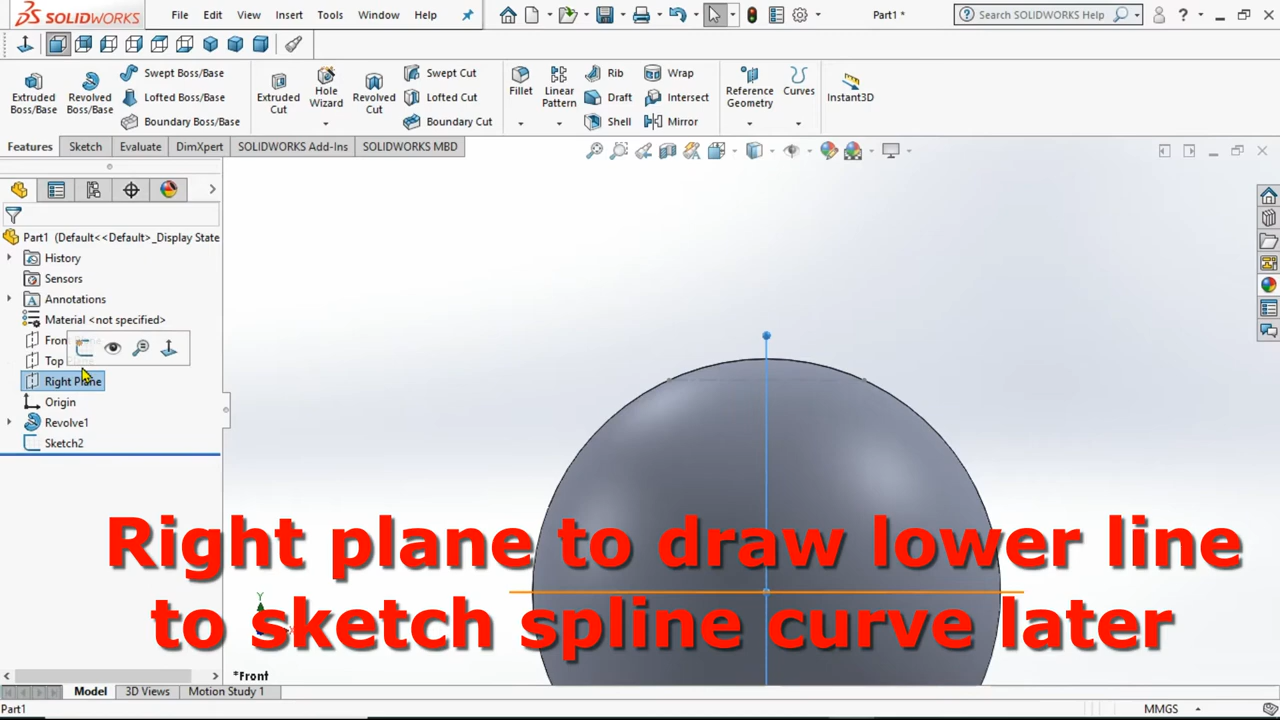 SOLIDWORKS File Edit View Insert Tools Window Help Part1 * Search SOLIDWORKS Help ?
Extruded Boss/Base
Revolved Boss/Base
Swept Boss/Base
Lofted Boss/Base
Boundary Boss/Base
Extruded Cut
Hole Wizard
Revolved Cut
Swept Cut
Lofted Cut
Boundary Cut
Fillet
Linear Pattern
Rib
Draft
Shell
Wrap
Intersect
Mirror
Reference Geometry
Curves
Instant3D
Features Sketch Evaluate DimXpert SOLIDWORKS Add-Ins SOLIDWORKS MBD
Part1 (Default<<Default>_Display State
History
Sensors
Annotations
Material <not specified>
Top
Right Plane
Origin
Revolve1
Sketch2
Right plane to draw lower line
to sketch spline curve later
Y
*Front
Model 3D Views Motion Study 1
Part1 MMGS